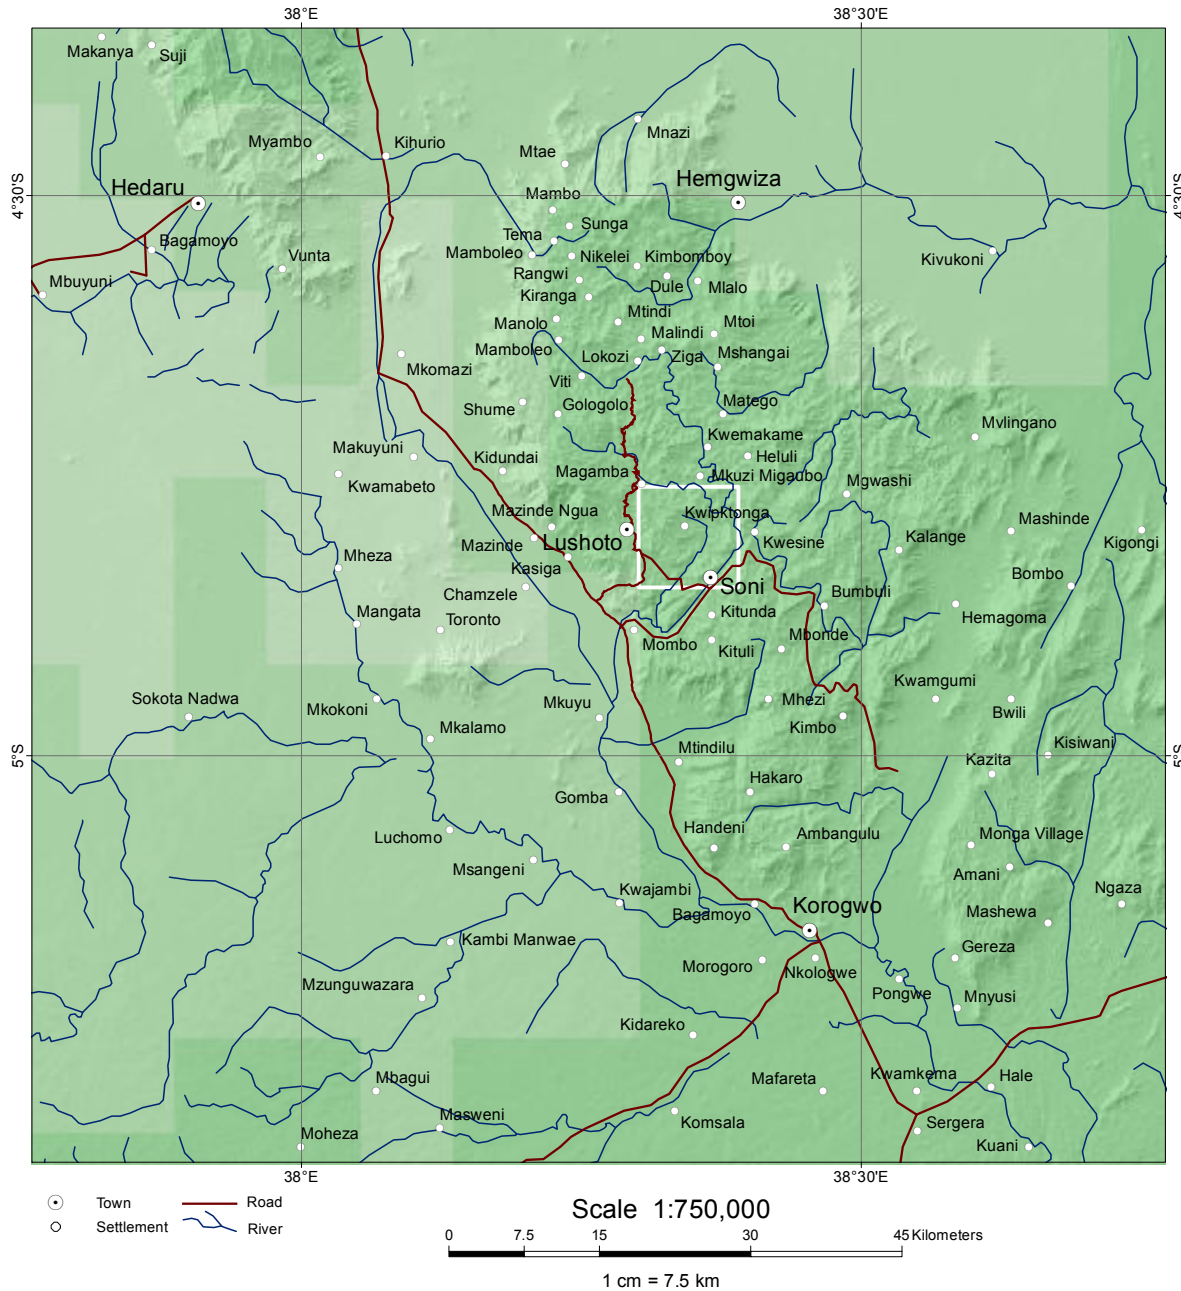 38°E
38°30'E
Makanya
Suji
Mnazi
Myambo
Kihurio
Mtae
Hedaru
Mambo
Hemgwiza
4°30'S
4°30'S
Sunga
Tema
Bagamoyo
Mamboleo
Nikelei
Kimbomboy
Kivukoni
Vunta
Rangwi
Dule
Mlalo
Mbuyuni
Kiranga
Mtindi
Manolo
Malindi
Mtoi
Mamboleo
Lokozi
Ziga
Mshangai
Mkomazi
Viti
Shume
Gologolo
Matego
Mvlingano
Makuyuni
Kwemakame
Kidundai
Magamba
Heluli
Kwamabeto
Mkuzi Migaubo
Mgwashi
Mazinde Ngua
Kwipktonga
Mashinde
Mazinde
Lushoto
Kwesine
Kalange
Kigongi
Mheza
Kasiga
Bombo
Chamzele
Soni
Bumbuli
Mangata
Toronto
Kitunda
Hemagoma
Mombo
Kituli
Mbonde
Sokota Nadwa
Mkokoni
Mkuyu
Mhezi
Kwamgumi
Bwili
Mkalamo
Kimbo
5°S
5°S
Mtindilu
Kisiwani
Kazita
Gomba
Hakaro
Luchomo
Handeni
Ambangulu
Monga Village
Msangeni
Amani
Kwajambi
Bagamoyo
Korogwo
Mashewa
Ngaza
Kambi Manwae
Gereza
Morogoro
Nkologwe
Mzunguwazara
Pongwe
Mnyusi
Kidareko
Mbagui
Mafareta
Kwamkema
Hale
Masweni
Komsala
Sergera
Moheza
Kuani
38°E
38°30'E
Town
Road
Settlement
River
Scale 1:750,000
0 7.5 15 30 45 Kilometers
1 cm = 7.5 km